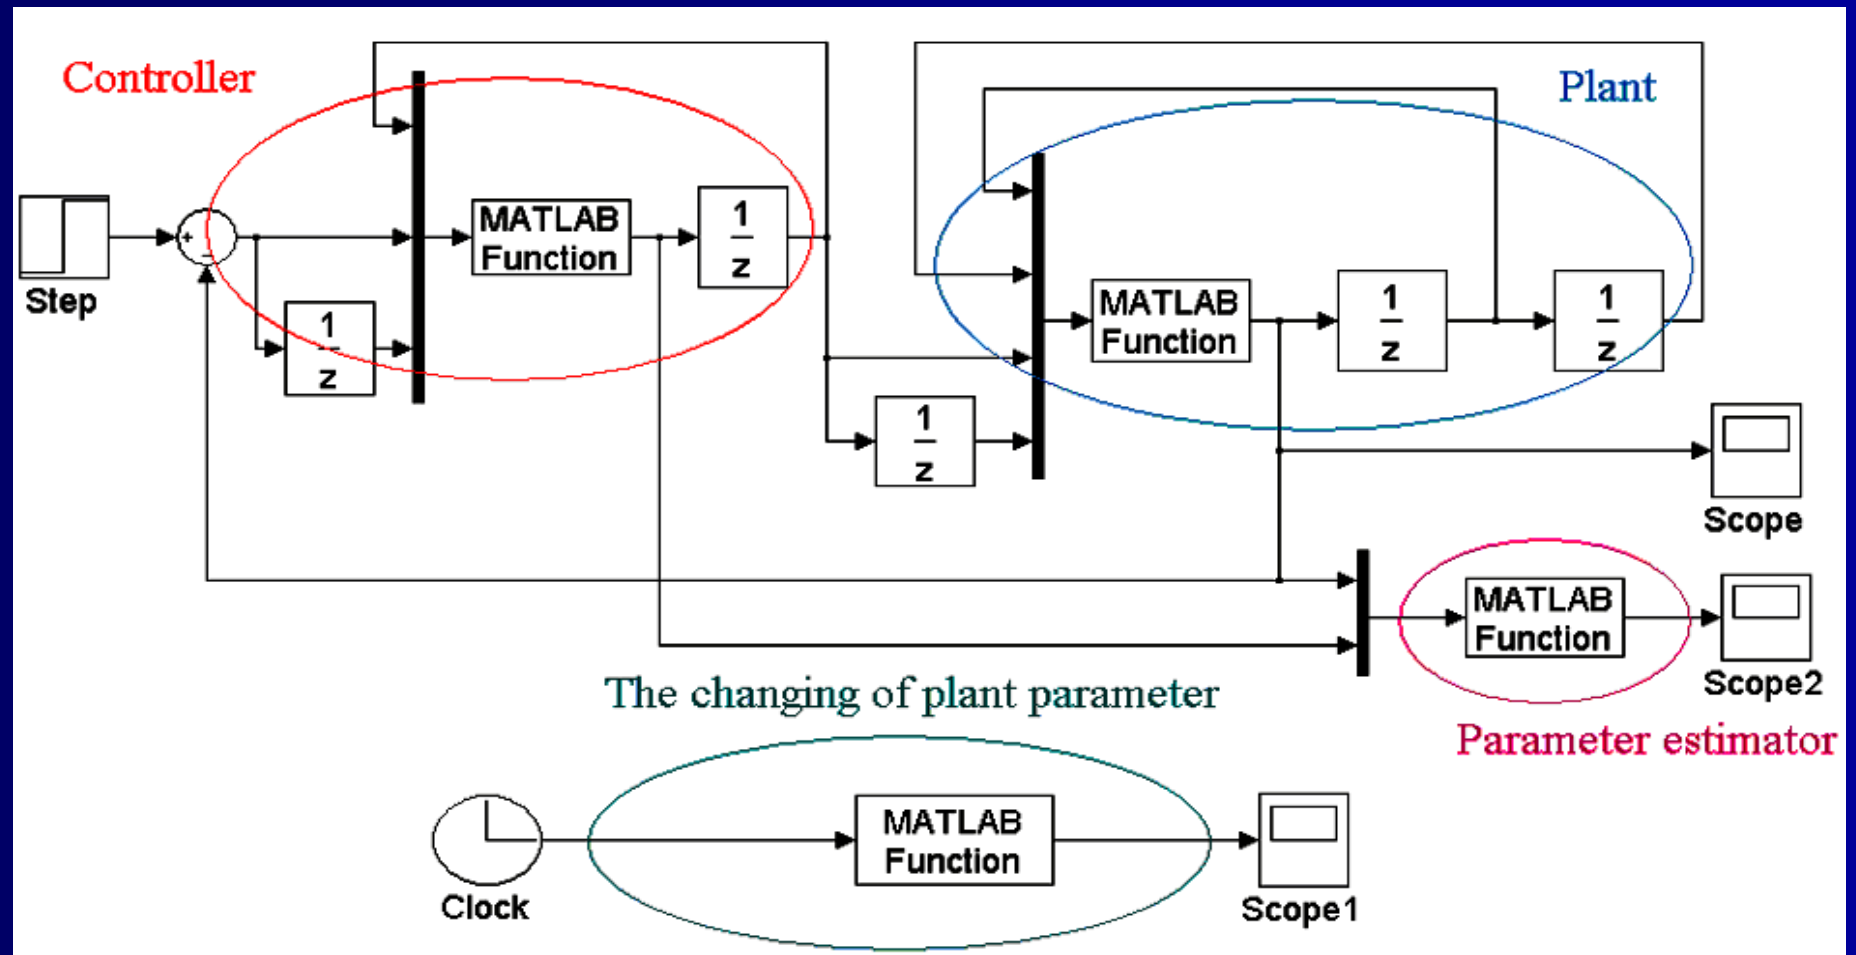 Controller
Plant
+
−
Step
MATLAB
Function
1
z
1
z
MATLAB
Function
1
z
1
z
1
z
Scope
MATLAB
Function
Scope2
The changing of plant parameter
Parameter estimator
MATLAB
Function
Clock
Scope1